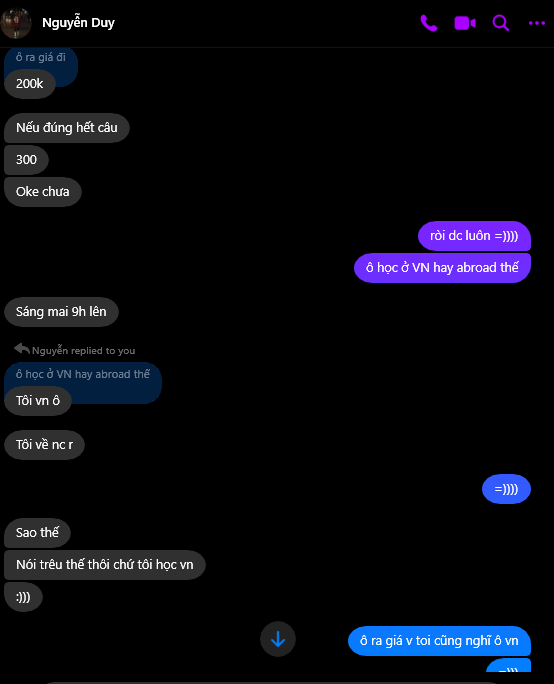 Nguyễn Duy
ô ra giá đi
200k
Nếu đúng hết câu
300
Oke chưa
ròi dc luôn =))))
ô học ở VN hay abroad thế
Sáng mai 9h lên
Nguyễn replied to you
ô học ở VN hay abroad thế
Tôi vn ô
Tôi về nc r
=))))
Sao thế
Nói trêu thế thôi chứ tôi học vn
:)))
ô ra giá v toi cũng nghĩ ô vn